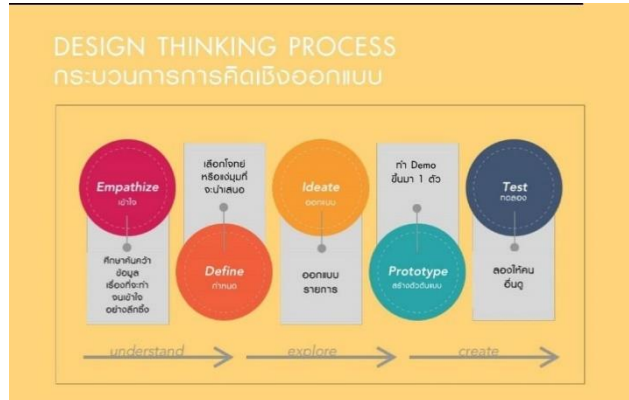 DESIGN THINKING PROCESS
กระบวนการการคิดเชิงออกแบบ
Empathize
เข้าใจ
ศึกษาค้นคว้า
ข้อมูล
เรื่องที่จะทำ
จนเข้าใจ
อย่างลึกซึ้ง
เลือกโจทย์
หรือแง่มุมที่
จะนำเสนอ
Define
กำหนด
Ideate
ออกแบบ
ออกแบบ
รายการ
ทำ Demo
ขึ้นมา 1 ตัว
Prototype
สร้างตัวต้นแบบ
Test
ทดลอง
ลองให้คน
อื่นดู
understand
explore
create